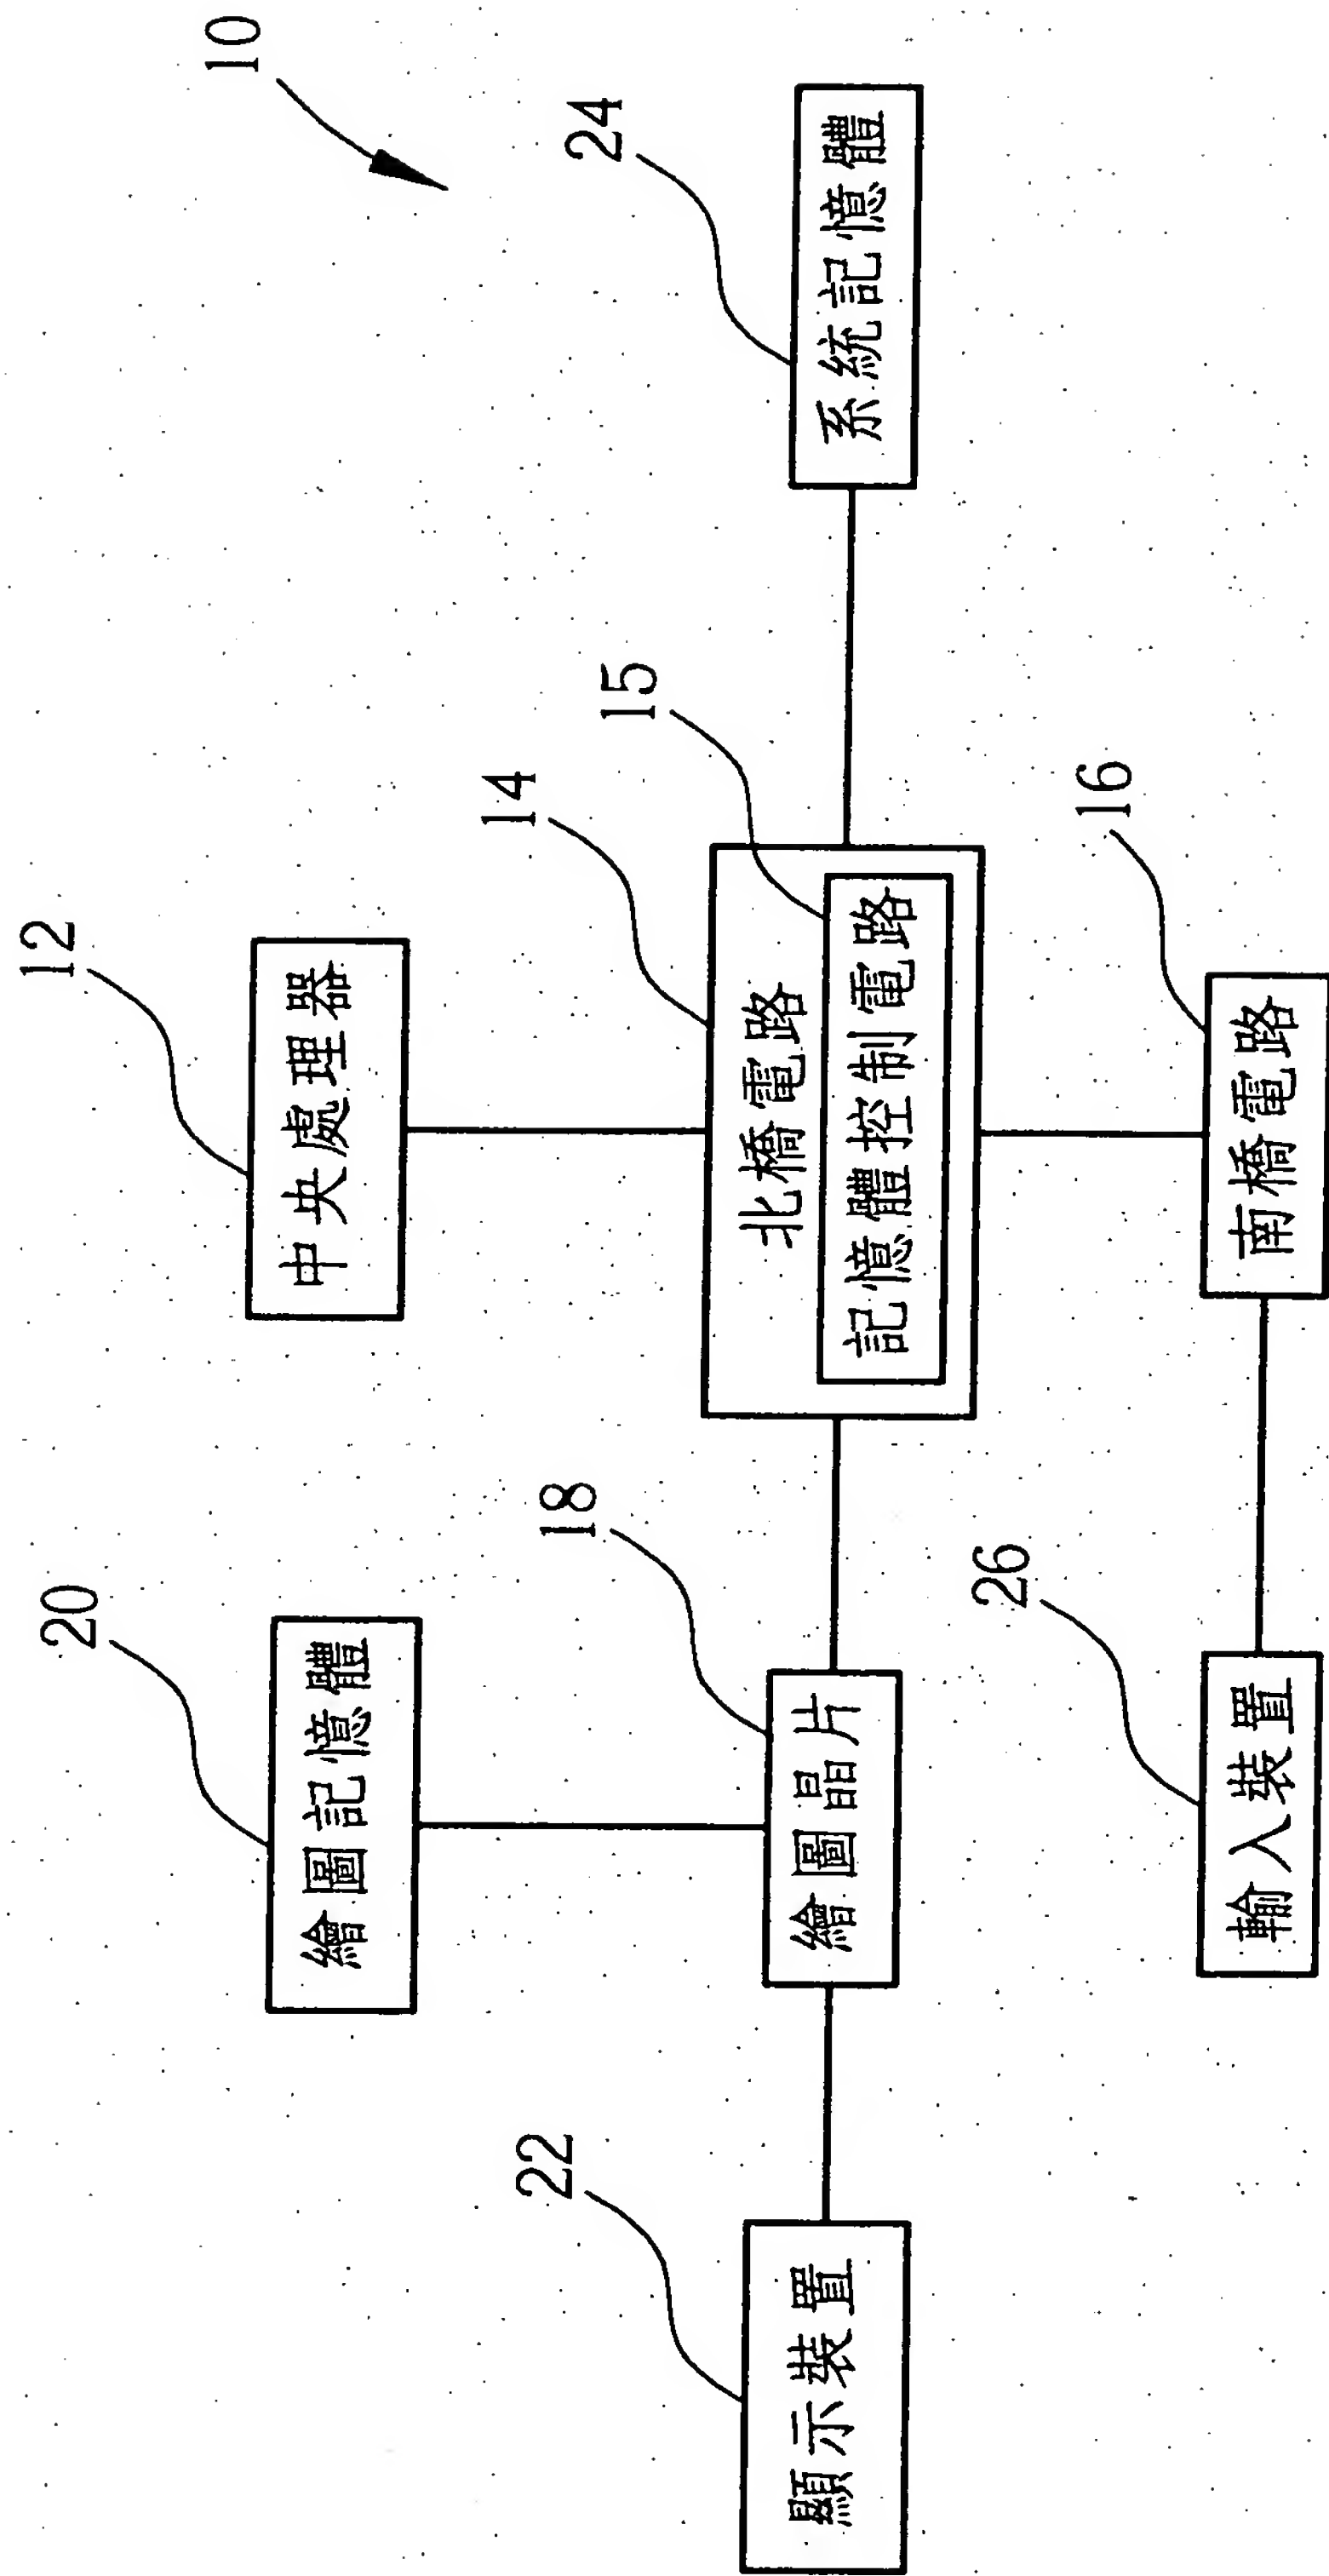 10
12
中央處理器
20
繪圖記憶體
14
北橋電路
15
記憶體控制電路
24
系統記憶體
18
繪圖晶片
22
顯示裝置
16
南橋電路
26
輸入裝置